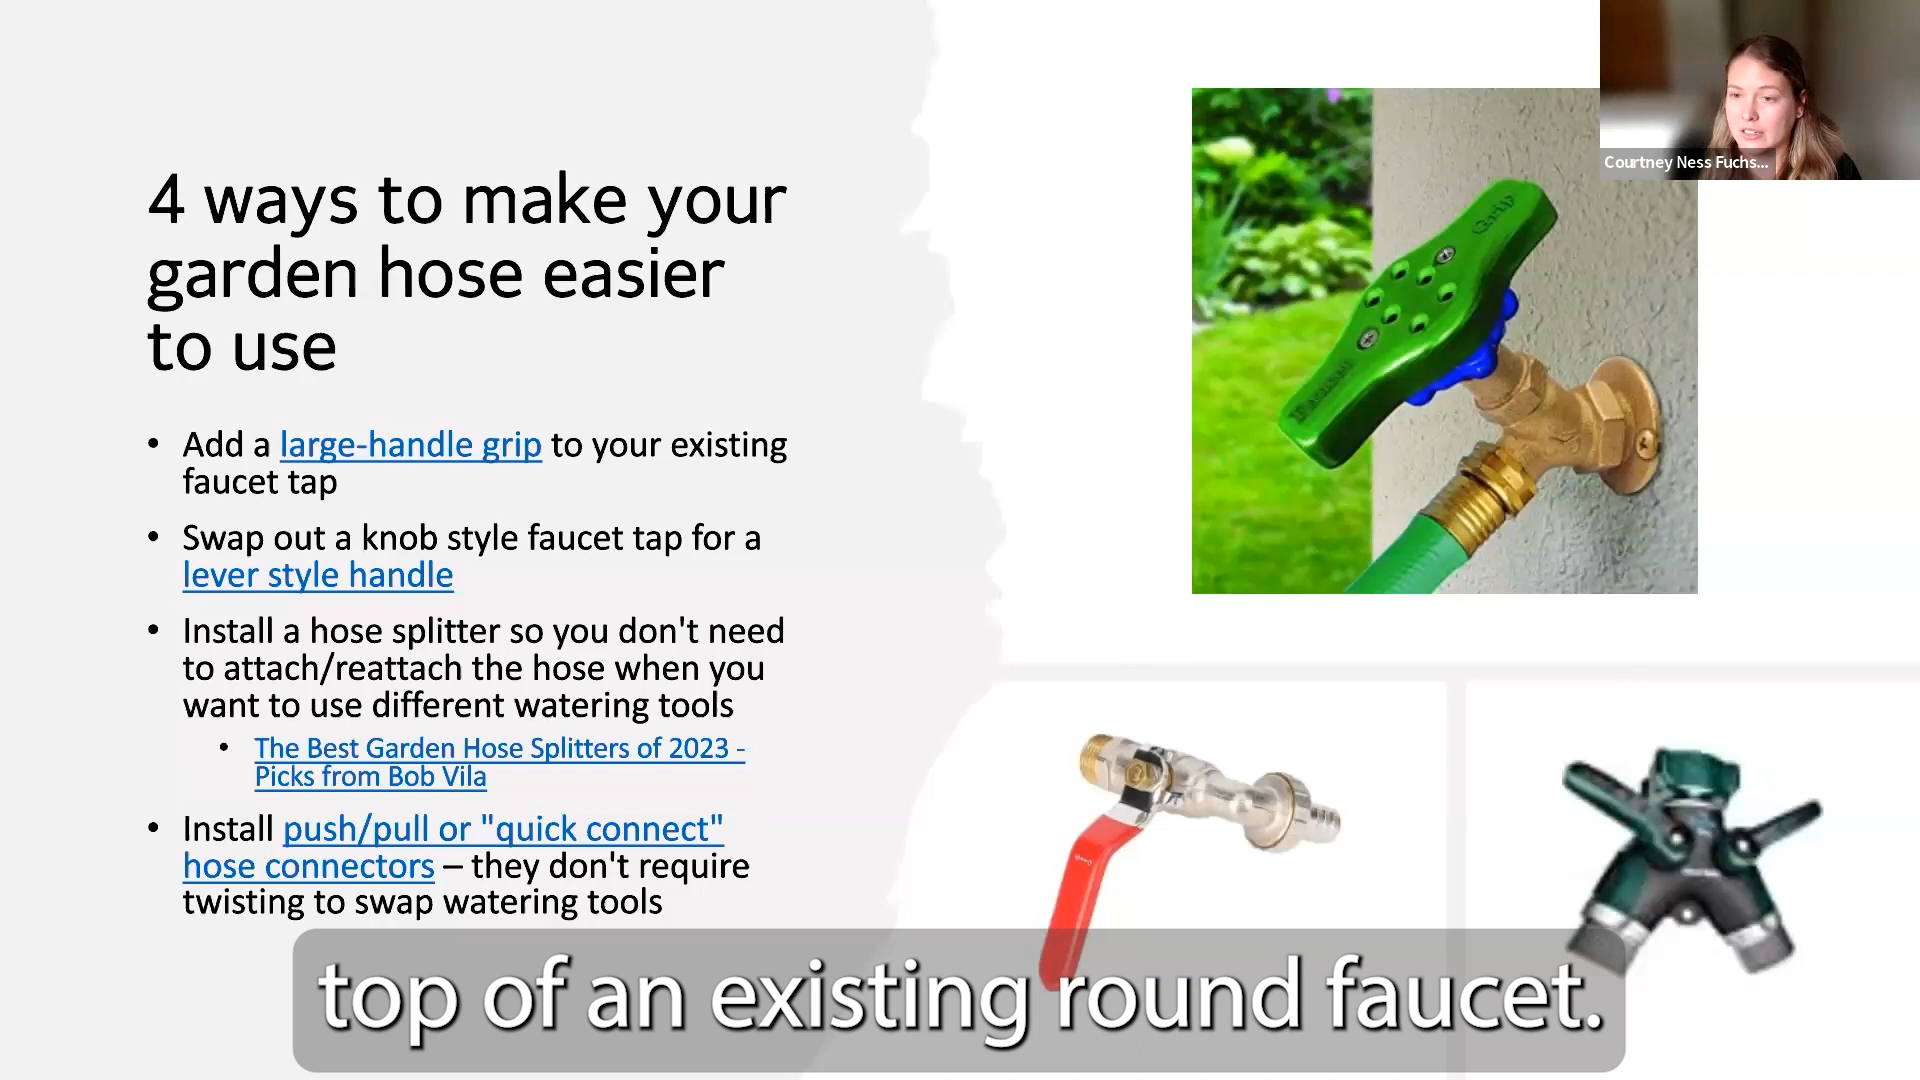 Courtney Ness Fuchs...
4 ways to make your
garden hose easier
to use
• Add a large-handle grip to your existing
faucet tap
• Swap out a knob style faucet tap for a
lever style handle
• Install a hose splitter so you don't need
to attach/reattach the hose when you
want to use different watering tools
• The Best Garden Hose Splitters of 2023 -
Picks from Bob Vila
• Install push/pull or "quick connect"
hose connectors – they don't require
twisting to swap watering tools
Grip
top of an existing round faucet.